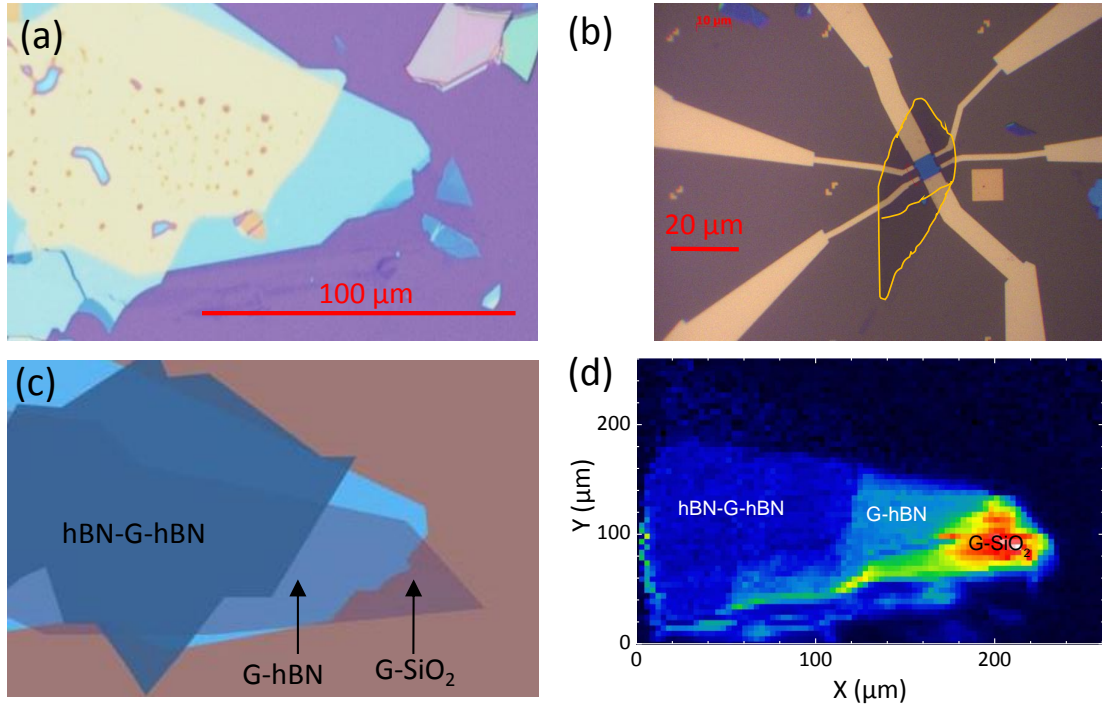 (a)
100 µm
(b)
10 µm
20 µm
(c)
hBN-G-hBN
G-hBN
G-SiO₂
(d)
Y (µm)
200
100
0
hBN-G-hBN
G-hBN
G-SiO₂
0
100
200
X (µm)